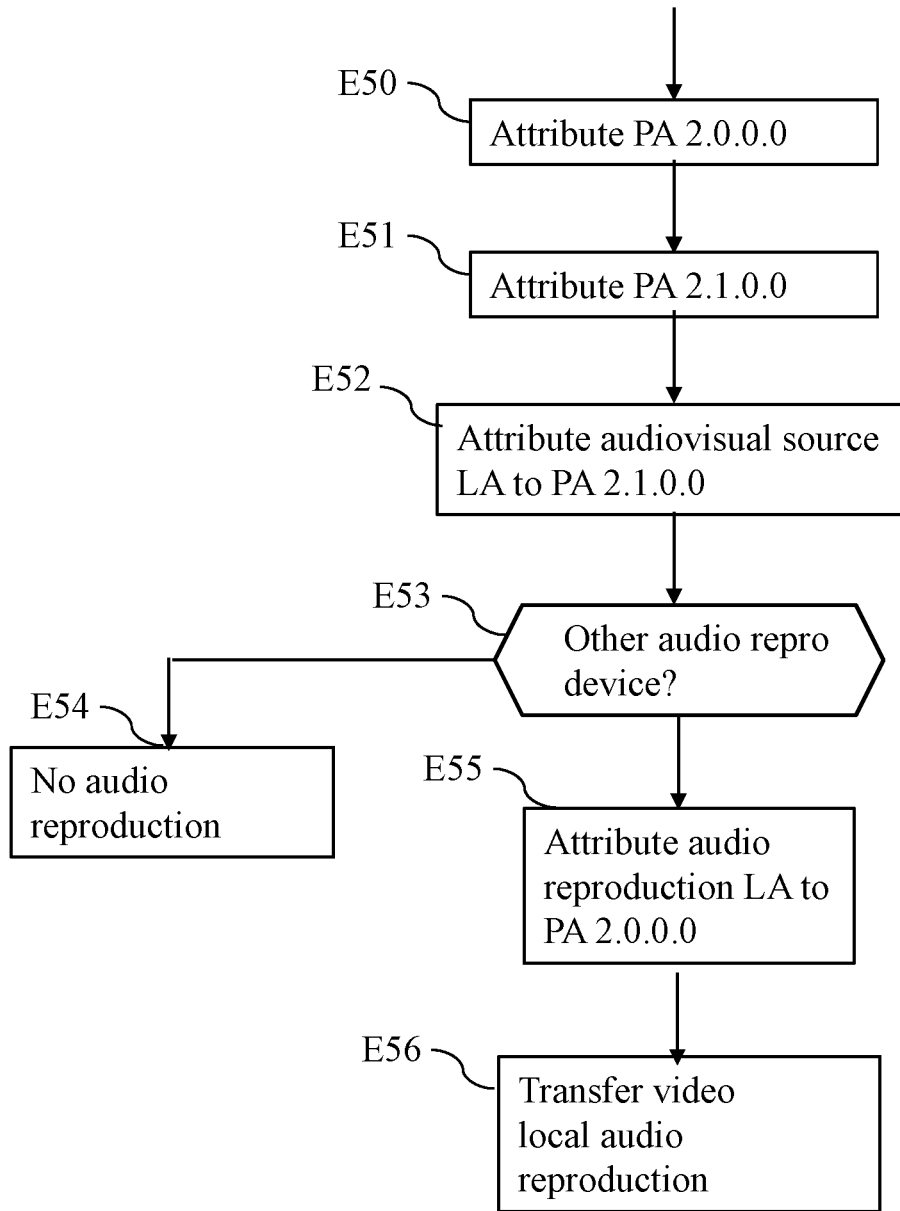 E50
Attribute PA 2.0.0.0
E51
Attribute PA 2.1.0.0
E52
Attribute audiovisual source
LA to PA 2.1.0.0
E53
Other audio repro
device?
E54
No audio
reproduction
E55
Attribute audio
reproduction LA to
PA 2.0.0.0
E56
Transfer video
local audio
reproduction